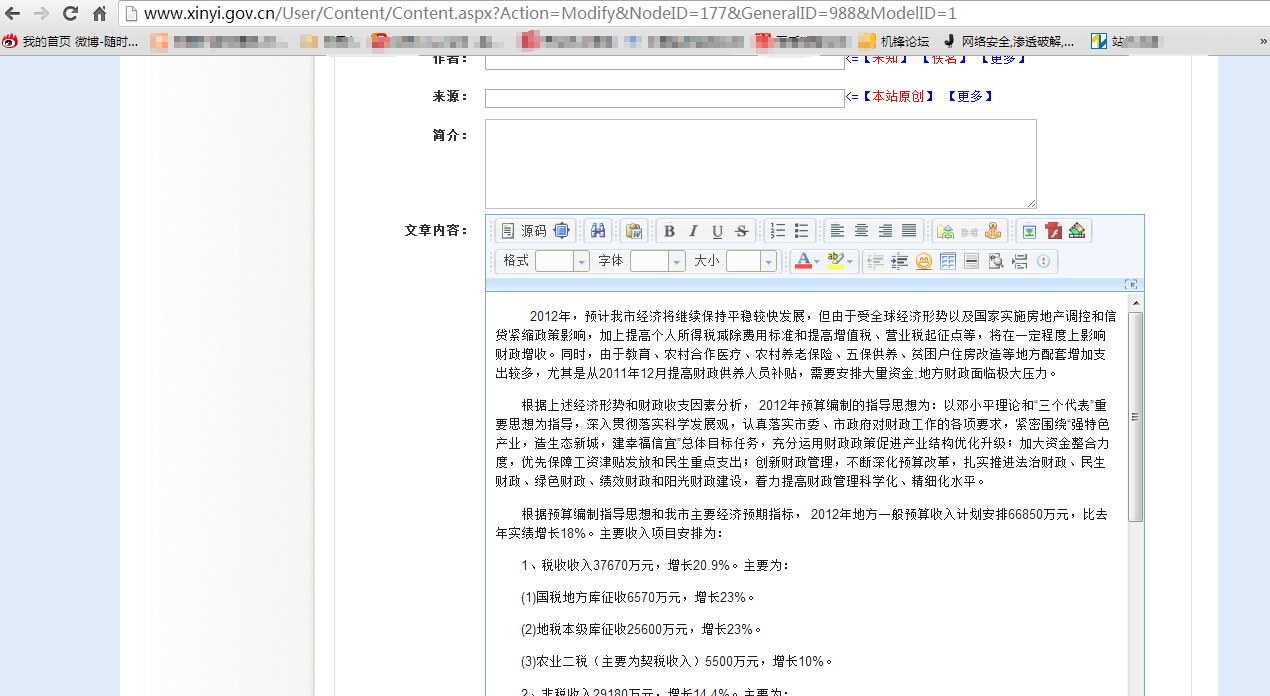 www.xinyi.gov.cn/User/Content/Content.aspx?Action=Modify&NodeID=177&GeneralID=988&ModelID=1
我的首页 微博-随时... 机锋论坛 网络安全,渗透破解,... 站 »
作者： <=【未知】 【佚名】 【更多】
来源： <=【本站原创】 【更多】
简介：
文章内容： 源码 B I U S
格式 字体 大小 A ab
2012年，预计我市经济将继续保持平稳较快发展，但由于受全球经济形势以及国家实施房地产调控和信
贷紧缩政策影响，加上提高个人所得税减除费用标准和提高增值税、营业税起征点等，将在一定程度上影响
财政增收。同时，由于教育、农村合作医疗、农村养老保险、五保供养、贫困户住房改造等地方配套增加支
出较多，尤其是从2011年12月提高财政供养人员补贴，需要安排大量资金,地方财政面临极大压力。
根据上述经济形势和财政收支因素分析， 2012年预算编制的指导思想为：以邓小平理论和“三个代表”重
要思想为指导，深入贯彻落实科学发展观，认真落实市委、市政府对财政工作的各项要求，紧密围绕“强特色
产业，造生态新城，建幸福信宜”总体目标任务，充分运用财政政策促进产业结构优化升级；加大资金整合力
度，优先保障工资津贴发放和民生重点支出；创新财政管理，不断深化预算改革，扎实推进法治财政、民生
财政、绿色财政、绩效财政和阳光财政建设，着力提高财政管理科学化、精细化水平。
根据预算编制指导思想和我市主要经济预期指标， 2012年地方一般预算收入计划安排66850万元，比去
年实绩增长18%。主要收入项目安排为：
1、税收收入37670万元，增长20.9%。主要为：
(1)国税地方库征收6570万元，增长23%。
(2)地税本级库征收25600万元，增长23%。
(3)农业二税（主要为契税收入）5500万元，增长10%。
2、非税收入29180万元，增长14.4%。主要为：